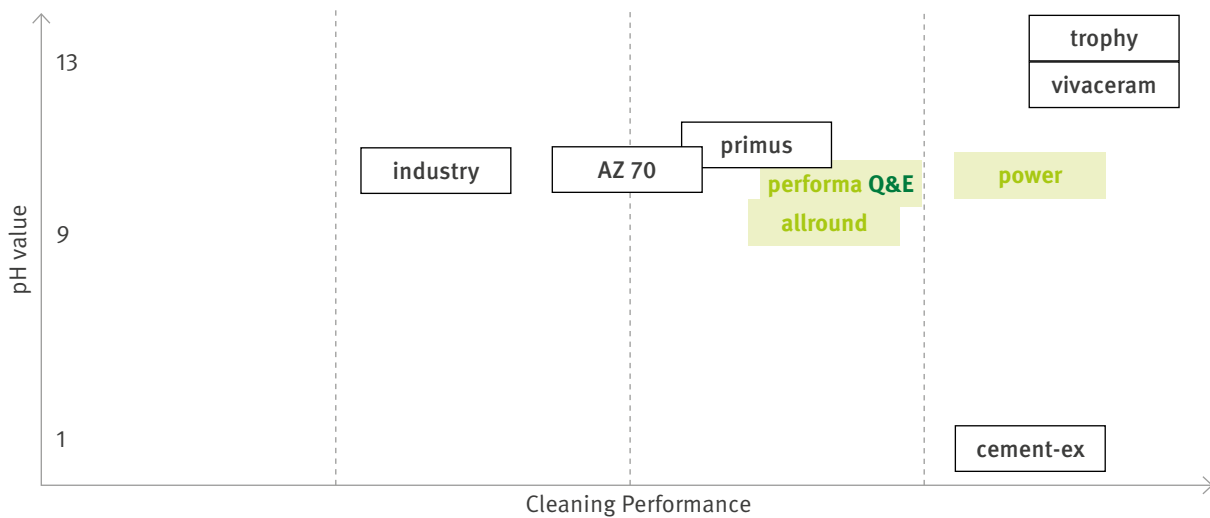 trophy
13
vivaceram
primus
industry
AZ 70
performa Q&E
power
allround
9
pH value
1
cement-ex
Cleaning Performance